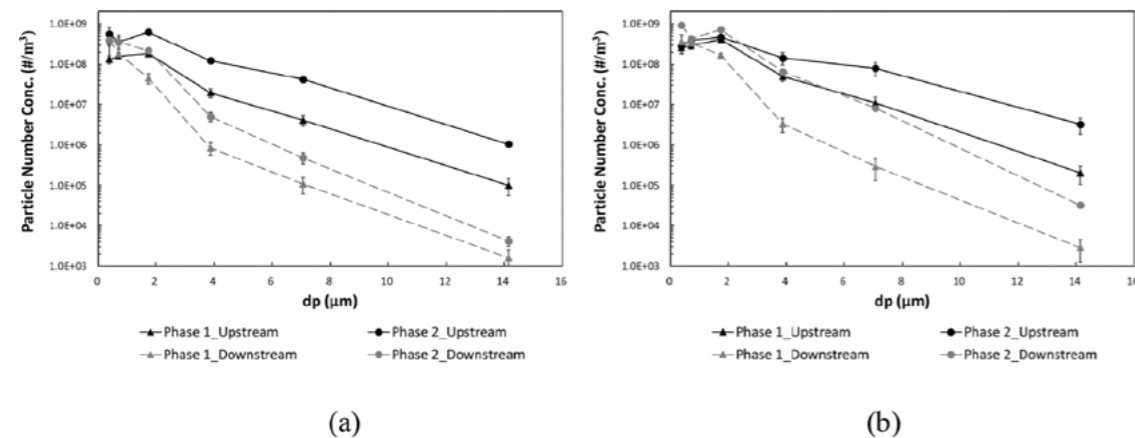 Particle Number Conc. (#/m³)
1.0E+09
1.0E+08
1.0E+07
1.0E+06
1.0E+05
1.0E+04
1.0E+03
0 2 4 6 8 10 12 14 16
dp (µm)
Phase 1_Upstream Phase 2_Upstream
Phase 1_Downstream Phase 2_Downstream
(a)
Particle Number Conc. (#/m³)
1.0E+09
1.0E+08
1.0E+07
1.0E+06
1.0E+05
1.0E+04
1.0E+03
0 2 4 6 8 10 12 14 16
dp (µm)
Phase 1_Upstream Phase 2_Upstream
Phase 1_Downstream Phase 2_Downstream
(b)